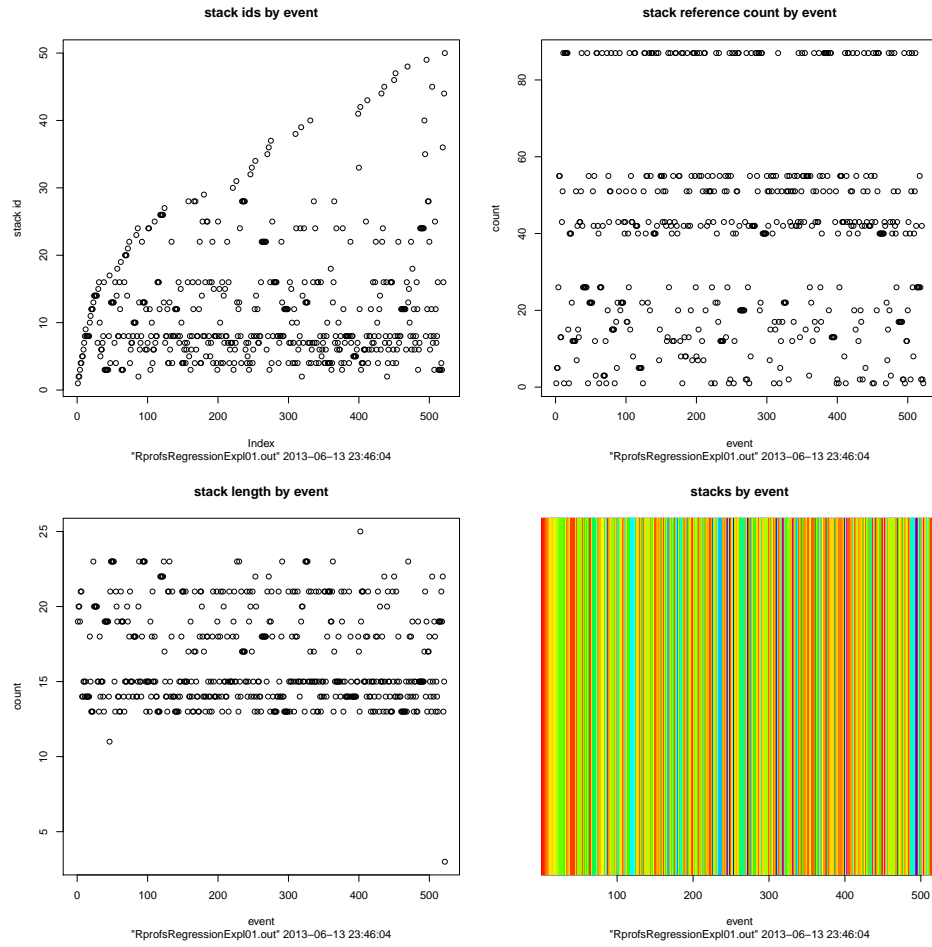 stack ids by event
stack id
0
10
20
30
40
50
0
100
200
300
400
500
Index
"RprofsRegressionExpl01.out" 2013−06−13 23:46:04
stack reference count by event
count
0
20
40
60
80
0
100
200
300
400
500
event
"RprofsRegressionExpl01.out" 2013−06−13 23:46:04
stack length by event
count
5
10
15
20
25
0
100
200
300
400
500
event
"RprofsRegressionExpl01.out" 2013−06−13 23:46:04
stacks by event
100
200
300
400
500
event
"RprofsRegressionExpl01.out" 2013−06−13 23:46:04